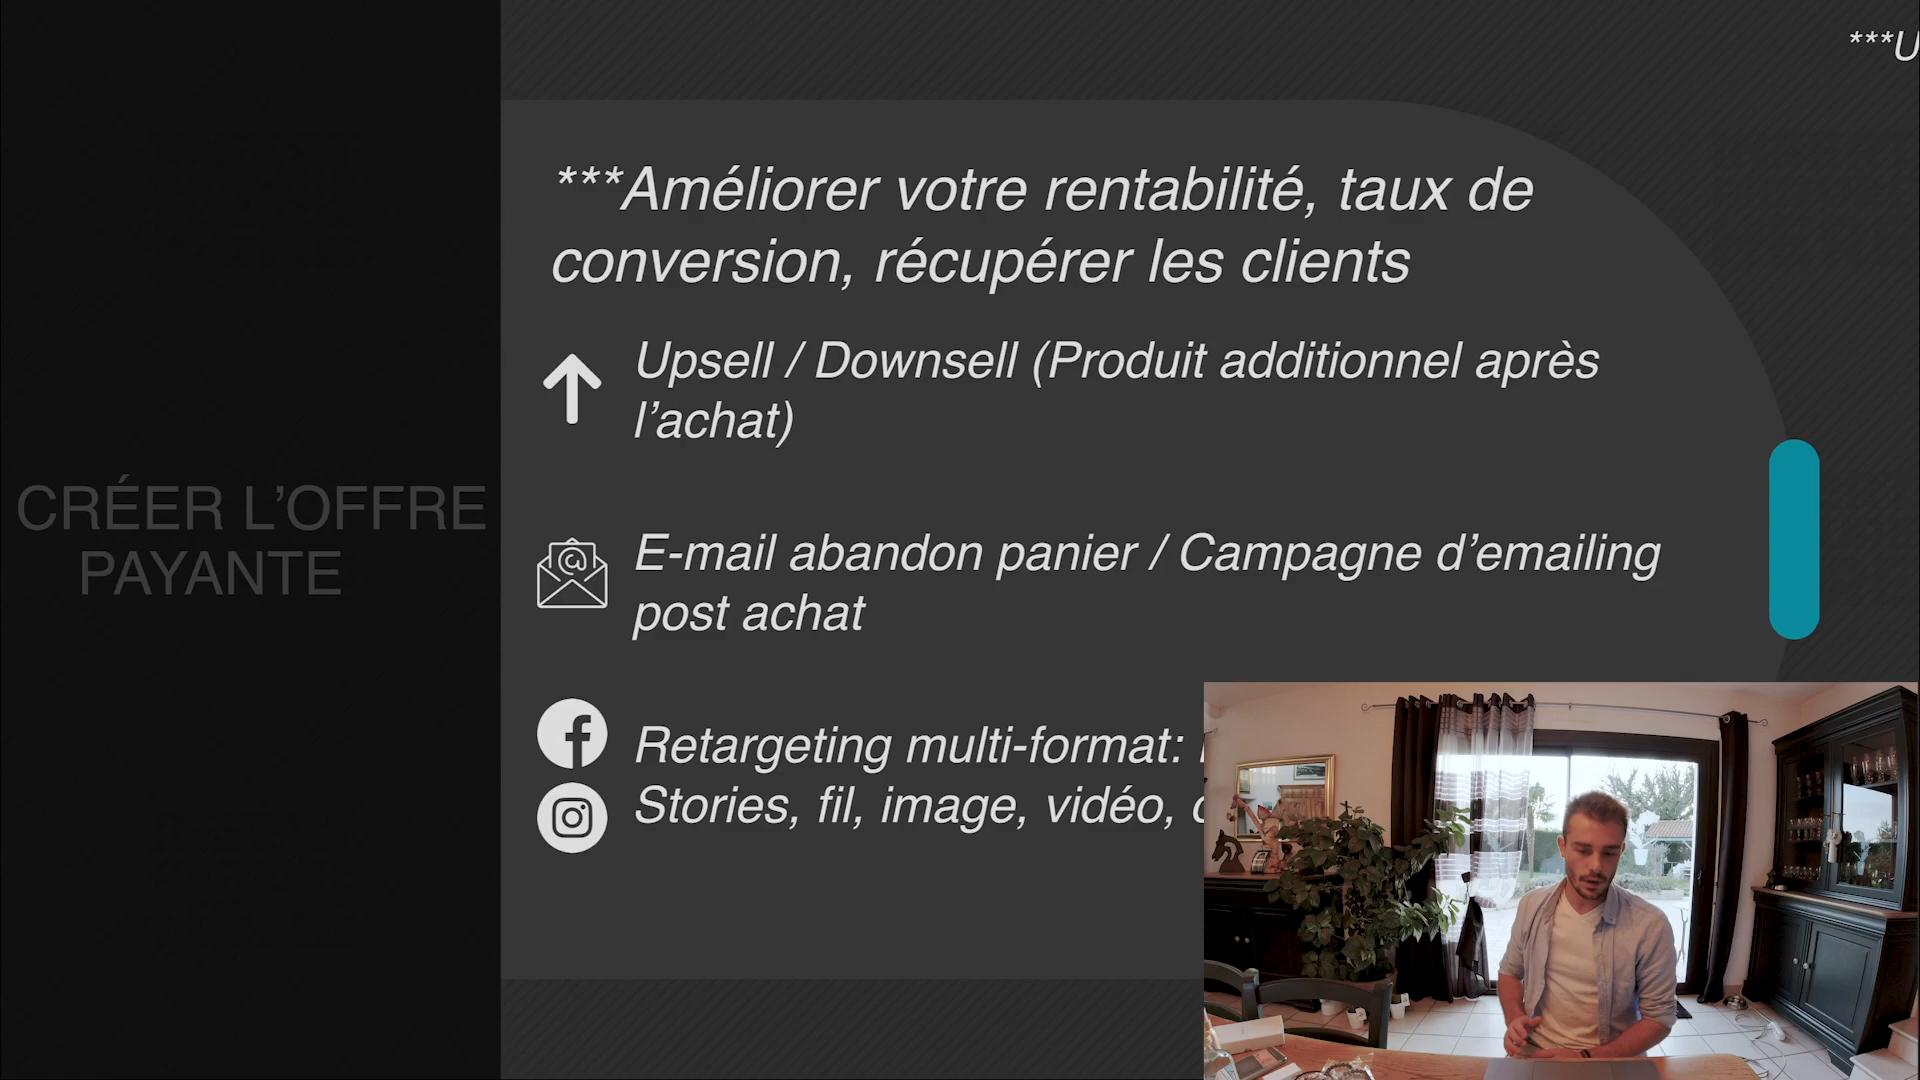 ***U
***Améliorer votre rentabilité, taux de
conversion, récupérer les clients
Upsell / Downsell (Produit additionnel après
l’achat)
CRÉER L’OFFRE
PAYANTE
E-mail abandon panier / Campagne d’emailing
post achat
Retargeting multi-format:
Stories, fil, image, vidéo,